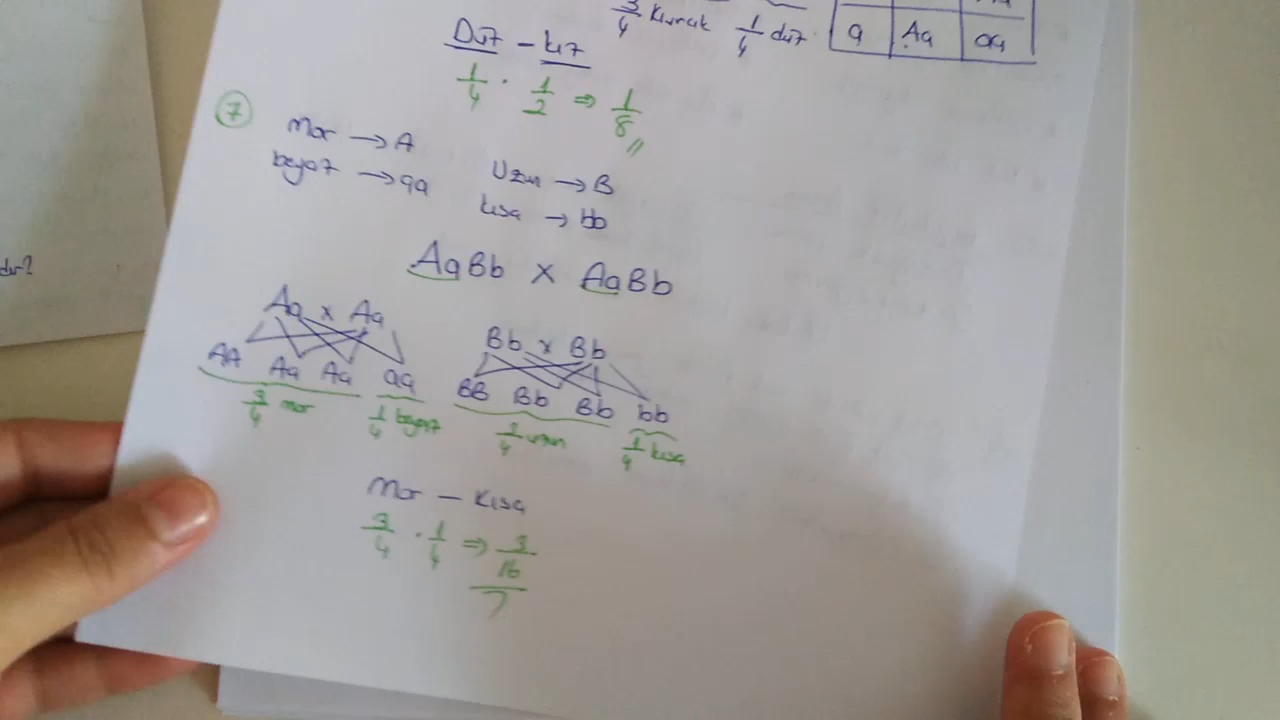 3/4 kıvırcık 1/4 düz
a Aa aa
Düz - kız
1/4 . 1/2 ⇒ 1/8
7
Mor → A
beyaz → aa
Uzun → B
kısa → bb
AaBb x AaBb
Aa x Aa
AA Aa Aa aa
3/4 mor 1/4 beyaz
Bb x Bb
BB Bb Bb bb
3/4 uzun 1/4 kısa
Mor - Kısa
3/4 . 1/4 ⇒ 3/16